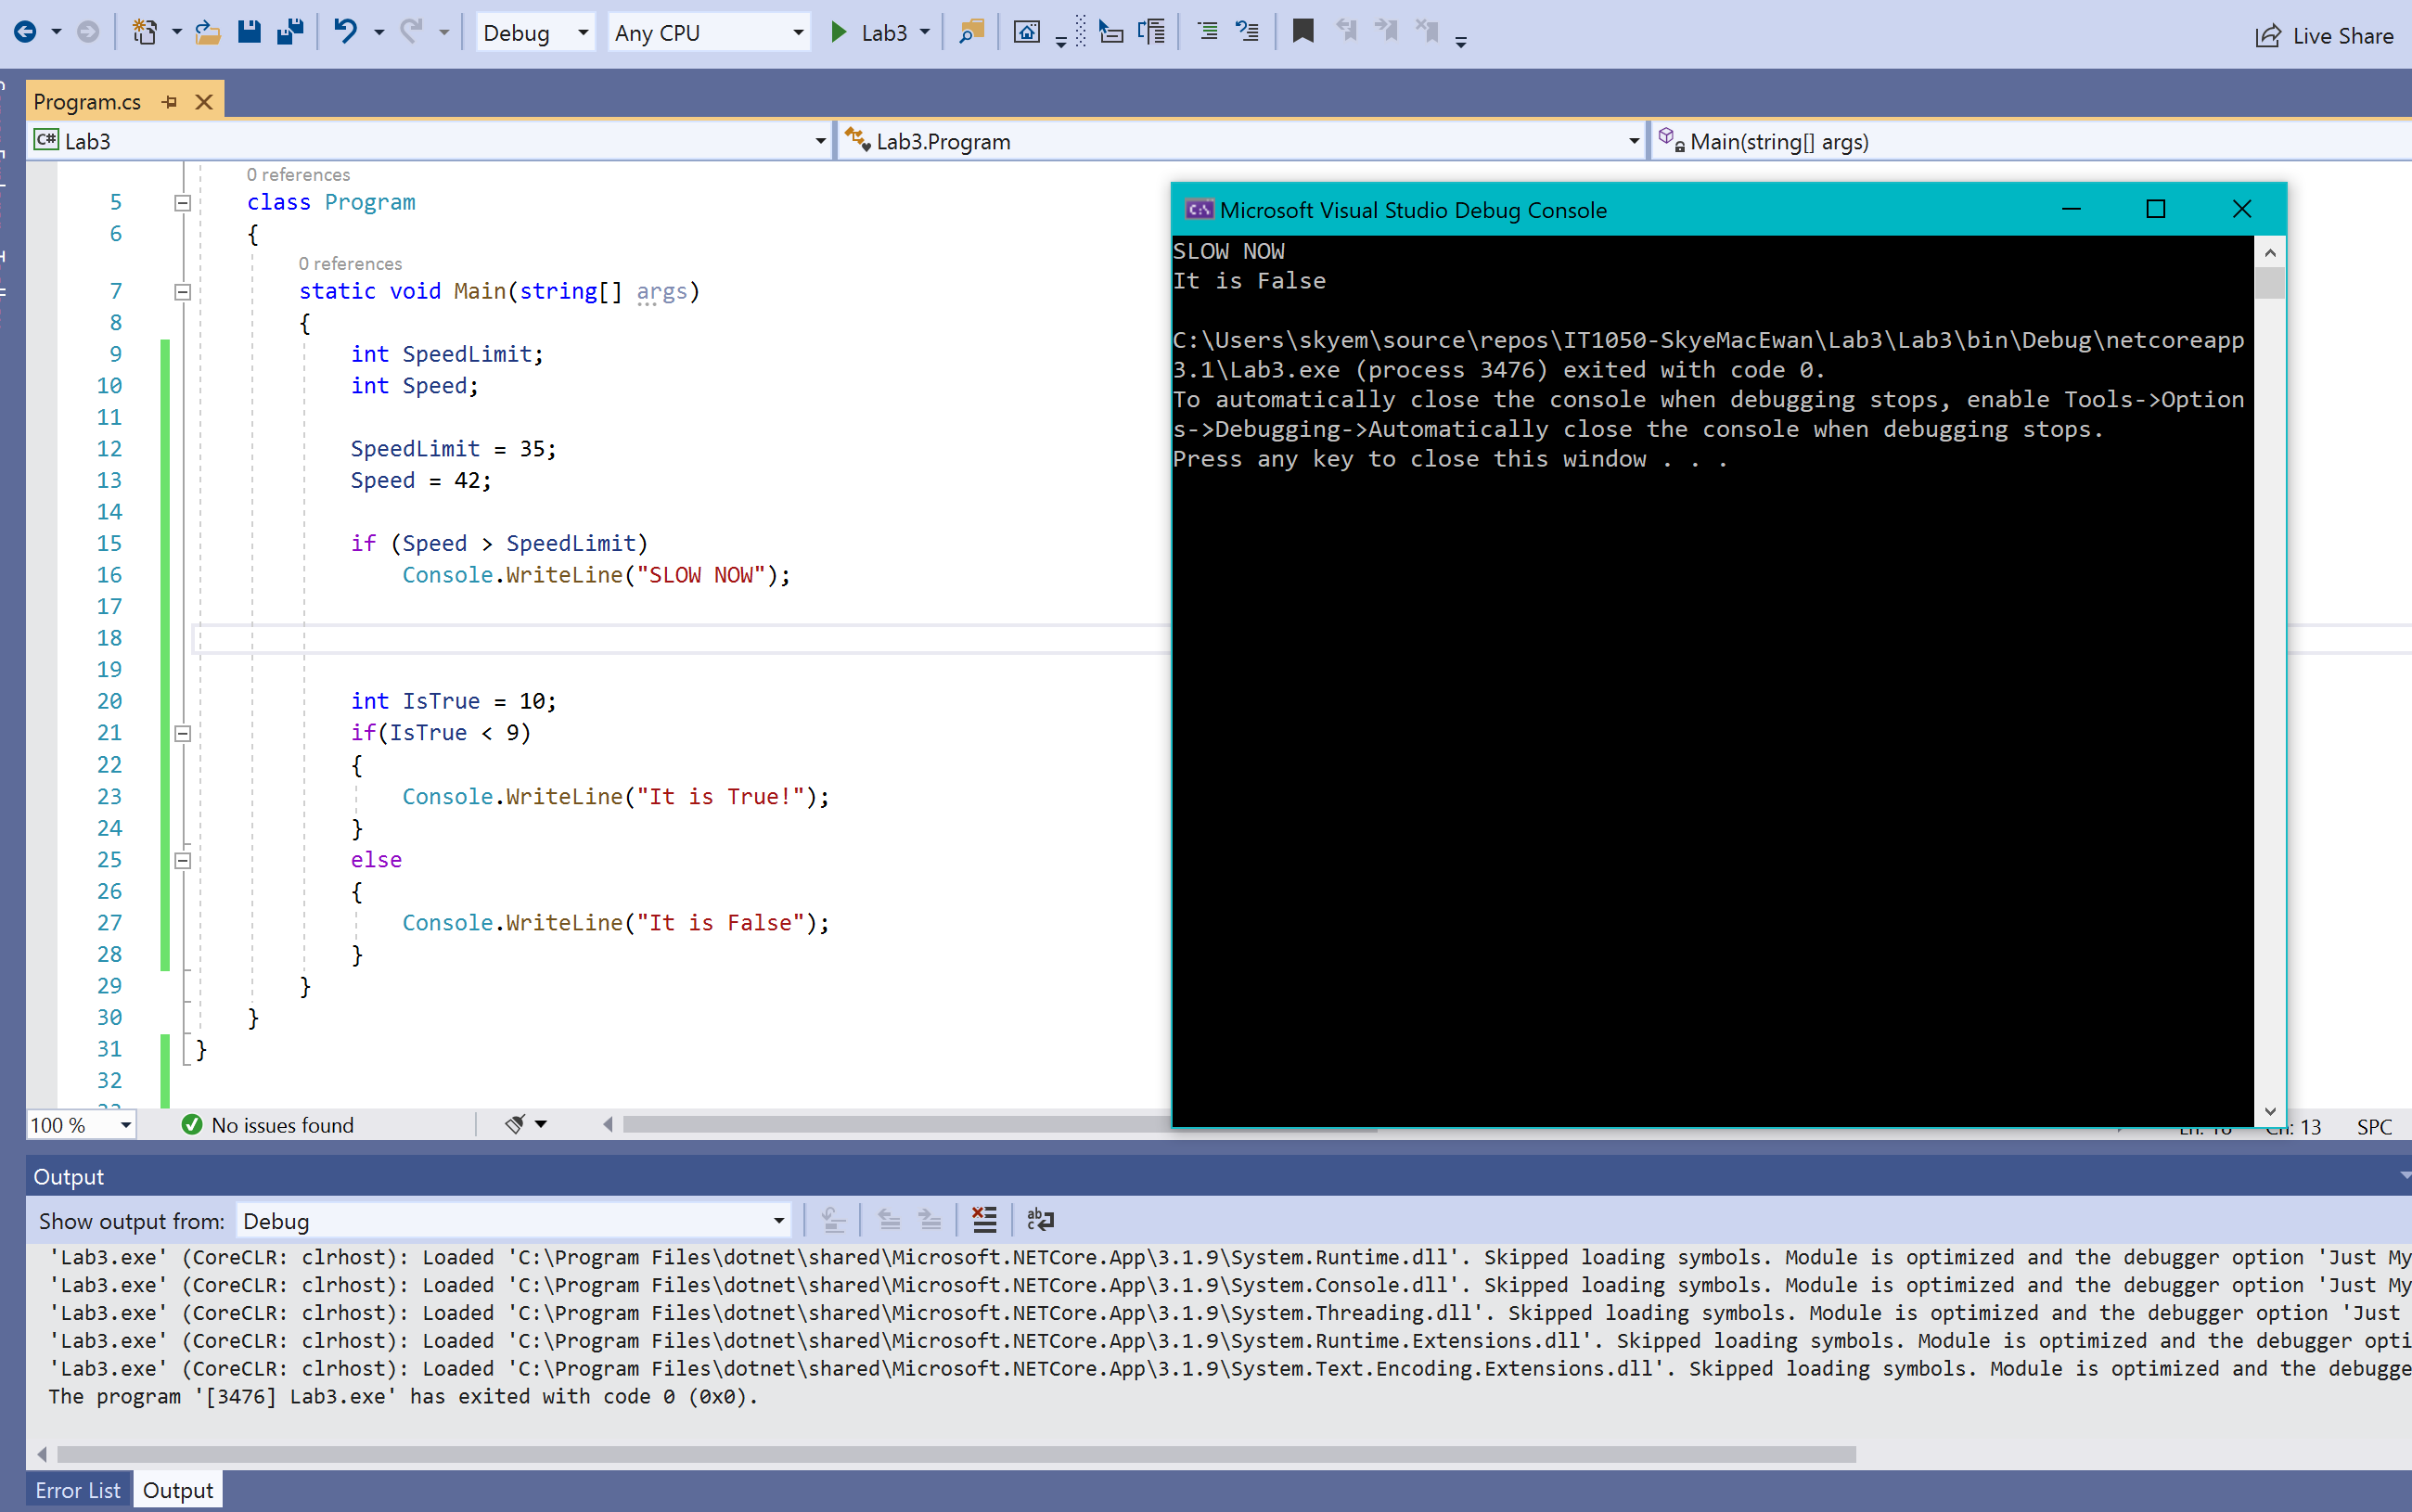 Debug Any CPU Lab3 Live Share
Program.cs
C# Lab3 Lab3.Program Main(string[] args)
0 references
5 class Program
6 {
0 references
7 static void Main(string[] args)
8 {
9 int SpeedLimit;
10 int Speed;
11
12 SpeedLimit = 35;
13 Speed = 42;
14
15 if (Speed > SpeedLimit)
16 Console.WriteLine("SLOW NOW");
17
18
19
20 int IsTrue = 10;
21 if(IsTrue < 9)
22 {
23 Console.WriteLine("It is True!");
24 }
25 else
26 {
27 Console.WriteLine("It is False");
28 }
29 }
30 }
31 }
32
C:\ Microsoft Visual Studio Debug Console
SLOW NOW
It is False
C:\Users\skyem\source\repos\IT1050-SkyeMacEwan\Lab3\Lab3\bin\Debug\netcoreapp
3.1\Lab3.exe (process 3476) exited with code 0.
To automatically close the console when debugging stops, enable Tools->Option
s->Debugging->Automatically close the console when debugging stops.
Press any key to close this window . . .
100 % No issues found Ch: 13 SPC
Output
Show output from: Debug
'Lab3.exe' (CoreCLR: clrhost): Loaded 'C:\Program Files\dotnet\shared\Microsoft.NETCore.App\3.1.9\System.Runtime.dll'. Skipped loading symbols. Module is optimized and the debugger option 'Just My
'Lab3.exe' (CoreCLR: clrhost): Loaded 'C:\Program Files\dotnet\shared\Microsoft.NETCore.App\3.1.9\System.Console.dll'. Skipped loading symbols. Module is optimized and the debugger option 'Just My
'Lab3.exe' (CoreCLR: clrhost): Loaded 'C:\Program Files\dotnet\shared\Microsoft.NETCore.App\3.1.9\System.Threading.dll'. Skipped loading symbols. Module is optimized and the debugger option 'Just
'Lab3.exe' (CoreCLR: clrhost): Loaded 'C:\Program Files\dotnet\shared\Microsoft.NETCore.App\3.1.9\System.Runtime.Extensions.dll'. Skipped loading symbols. Module is optimized and the debugger opti
'Lab3.exe' (CoreCLR: clrhost): Loaded 'C:\Program Files\dotnet\shared\Microsoft.NETCore.App\3.1.9\System.Text.Encoding.Extensions.dll'. Skipped loading symbols. Module is optimized and the debugge
The program '[3476] Lab3.exe' has exited with code 0 (0x0).
Error List Output